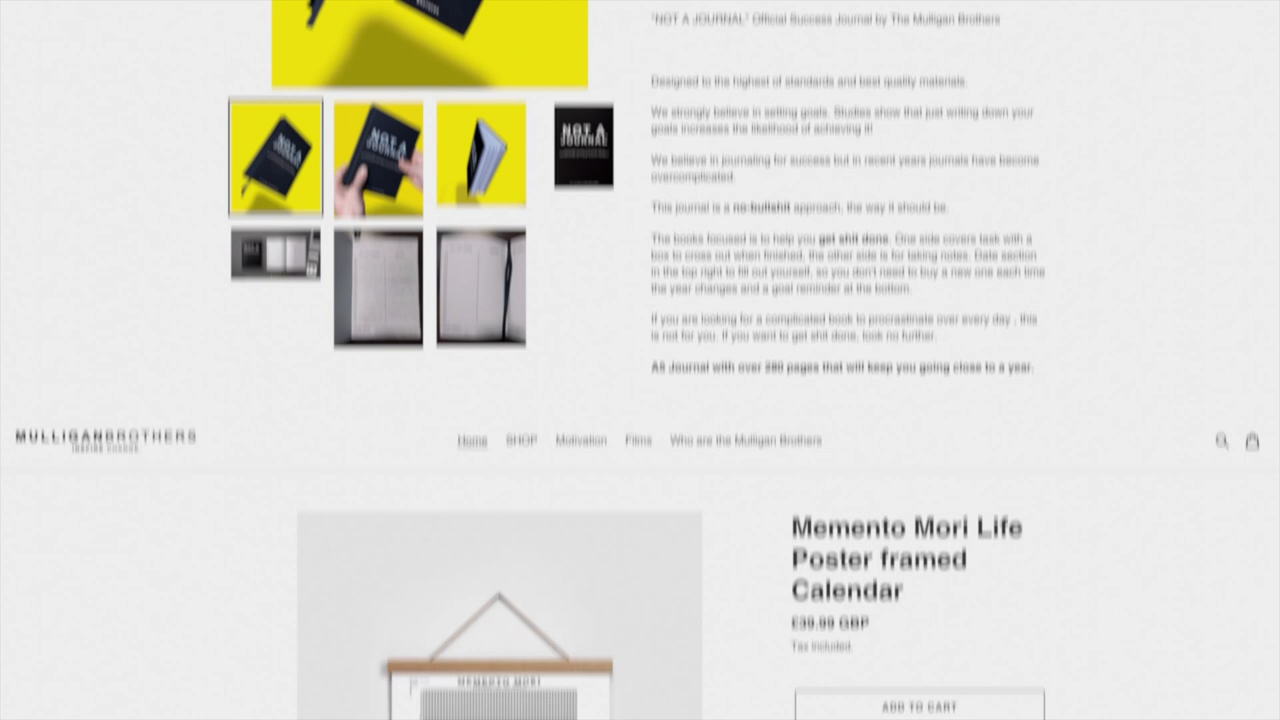 "NOT A JOURNAL" Official Success Journal by The Mulligan Brothers
Designed to the highest of standards and best quality materials.
We strongly believe in setting goals. Studies show that just writing down your
goals increases the likelihood of achieving it!
We believe in journaling for success but in recent years journals have become
overcomplicated.
This journal is a no-bullshit approach, the way it should be.
The books focused is to help you get shit done. One side covers task with a
box to cross out when finished, the other side is for taking notes. Date section
in the top right to fill out yourself, so you don't need to buy a new one each time
the year changes and a goal reminder at the bottom.
If you are looking for a complicated book to procrastinate over every day , this
is not for you. If you want to get shit done, look no further.
A5 Journal with over 280 pages that will keep you going close to a year.
NOT A
JOURNAL
NOT A
JOURNAL
NOT A
JOURNAL
MULLIGANBROTHERS
INSPIRE CHANGE
Home SHOP Motivation Films Who are the Mulligan Brothers
Memento Mori Life
Poster framed
Calendar
£39.99 GBP
Tax included.
ADD TO CART
MEMENTO MORI